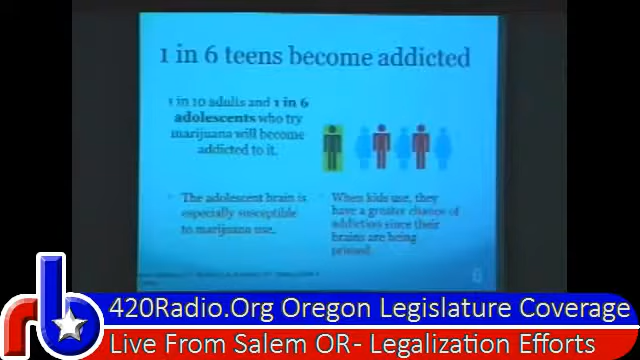 1 in 6 teens become addicted
1 in 10 adults and 1 in 6
adolescents who try
marijuana will become
addicted to it.
The adolescent brain is
especially susceptible
to marijuana use.
When kids use, they
have a greater chance of
addiction since their
brains are being
primed.
420Radio.Org Oregon Legislature Coverage
Live From Salem OR- Legalization Efforts